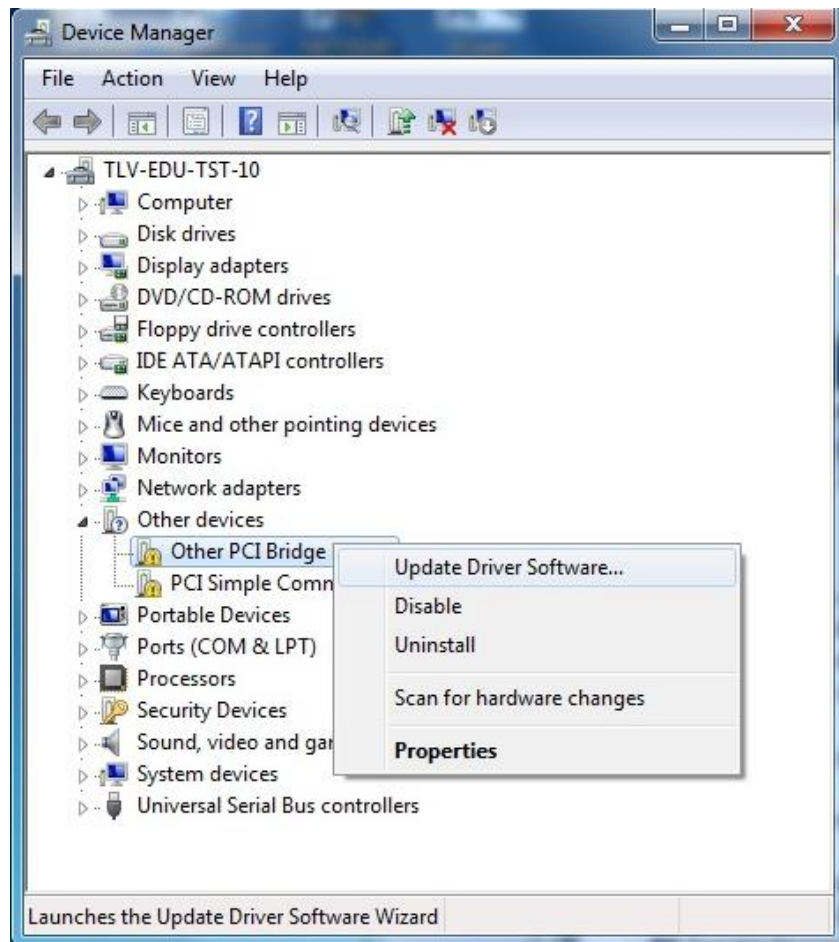 Device Manager
File Action View Help
TLV-EDU-TST-10
Computer
Disk drives
Display adapters
DVD/CD-ROM drives
Floppy drive controllers
IDE ATA/ATAPI controllers
Keyboards
Mice and other pointing devices
Monitors
Network adapters
Other devices
Other PCI Bridge
PCI Simple Comm
Portable Devices
Ports (COM & LPT)
Processors
Security Devices
Sound, video and gar
System devices
Universal Serial Bus controllers
Update Driver Software...
Disable
Uninstall
Scan for hardware changes
Properties
Launches the Update Driver Software Wizard